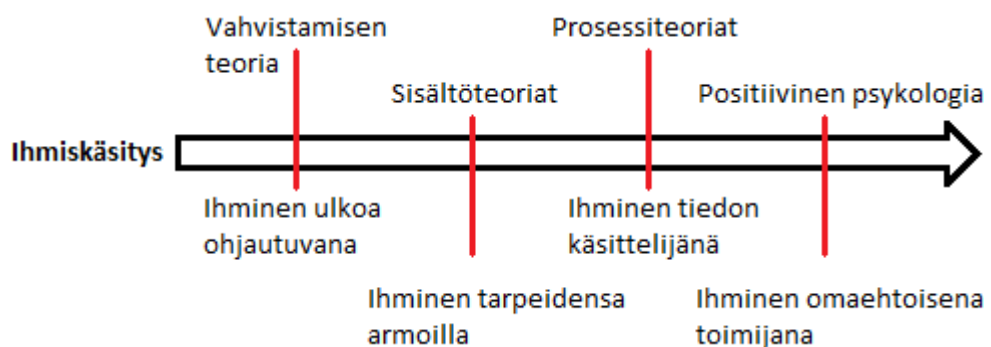 Vahvistamisen
teoria
Prosessiteoriat
Sisältöteoriat
Positiivinen psykologia
Ihmiskäsitys
Ihminen ulkoa
ohjautuvana
Ihminen tiedon
käsittelijänä
Ihminen tarpeidensa
armoilla
Ihminen omaehtoisena
toimijana